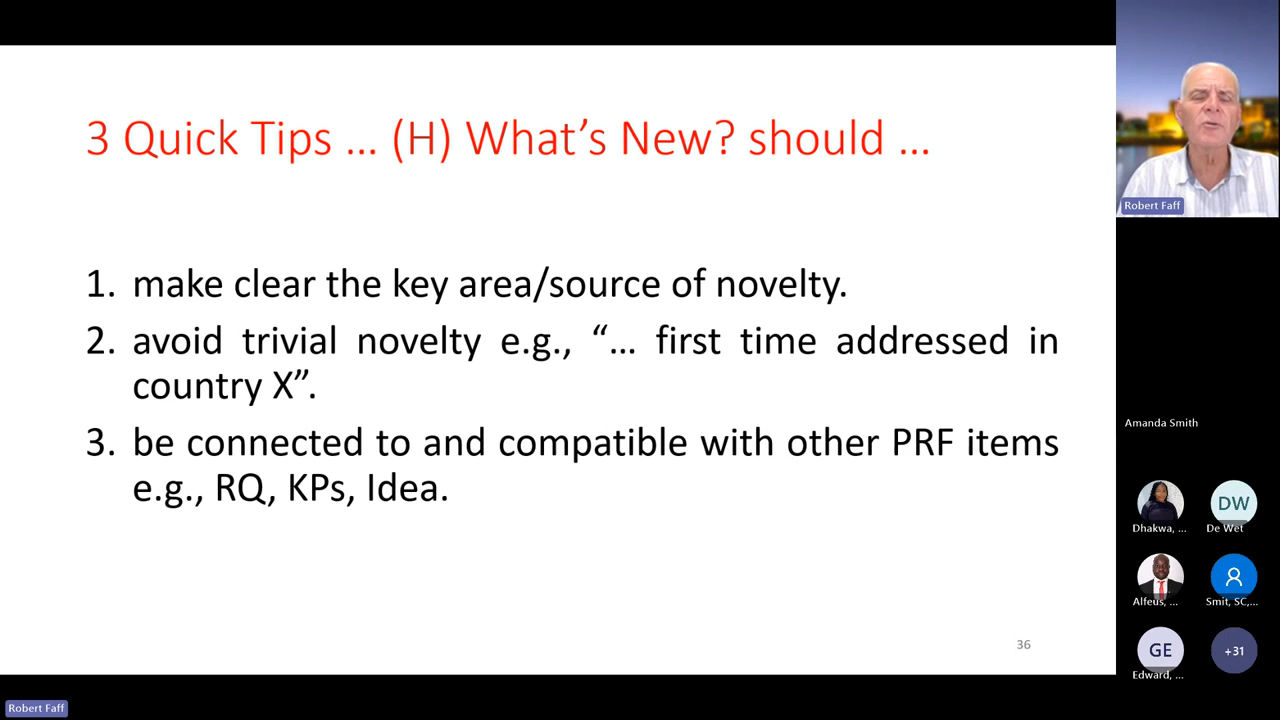 3 Quick Tips … (H) What’s New? should …
1. make clear the key area/source of novelty.
2. avoid trivial novelty e.g., “… first time addressed in
country X”.
3. be connected to and compatible with other PRF items
e.g., RQ, KPs, Idea.
36
Robert Faff
Amanda Smith
DW
Dhakwa, ...
De Wet
Alfeus, ...
Smit, SC,...
GE
+31
Edward, ...
Robert Faff